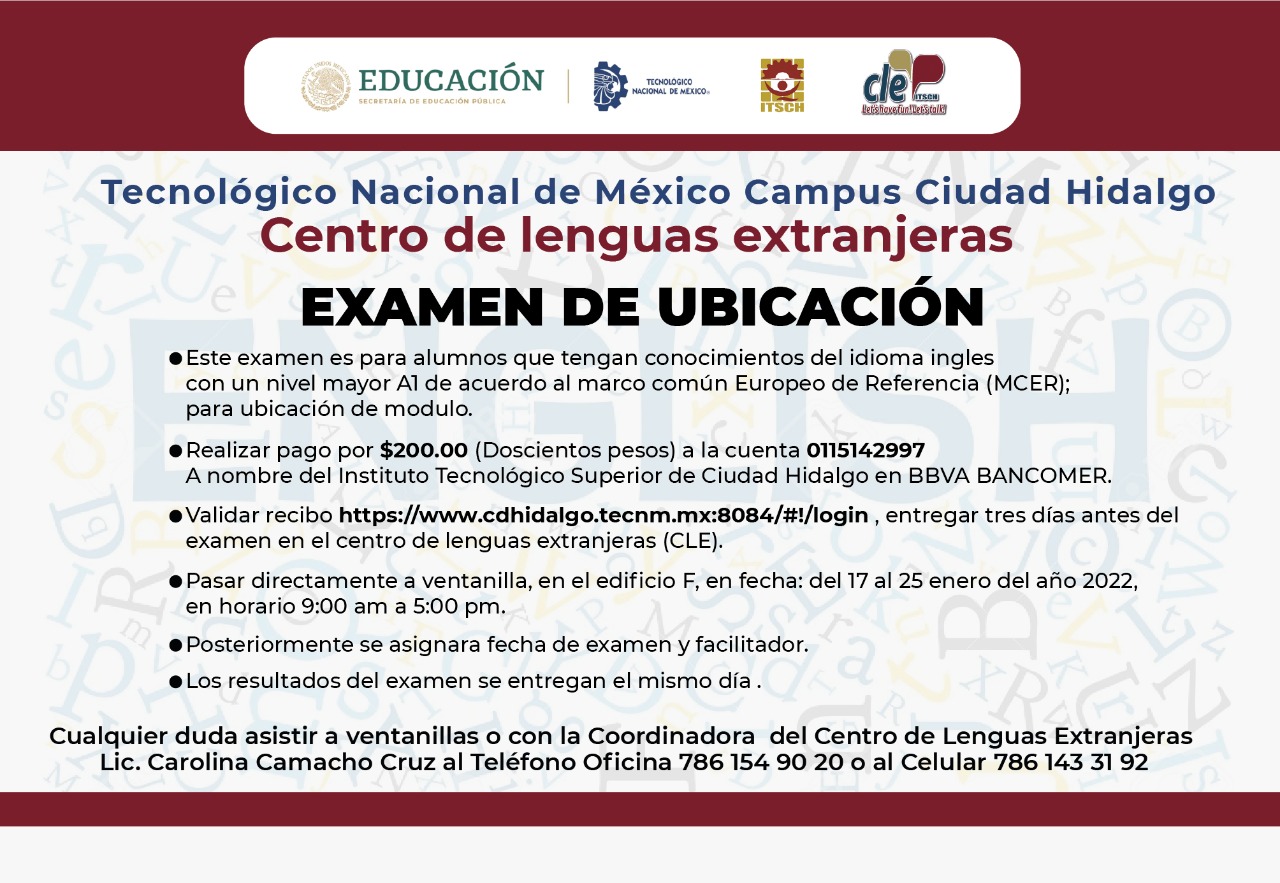 EDUCACIÓN
SECRETARÍA DE EDUCACIÓN PÚBLICA
TECNOLÓGICO
NACIONAL DE MÉXICO
ITSCH
cle
ITSCH
Let's have fun! Let's talk!
Tecnológico Nacional de México Campus Ciudad Hidalgo
Centro de lenguas extranjeras
EXAMEN DE UBICACIÓN
ENGLISH
● Este examen es para alumnos que tengan conocimientos del idioma ingles
con un nivel mayor A1 de acuerdo al marco común Europeo de Referencia (MCER);
para ubicación de modulo.
● Realizar pago por $200.00 (Doscientos pesos) a la cuenta 0115142997
A nombre del Instituto Tecnológico Superior de Ciudad Hidalgo en BBVA BANCOMER.
● Validar recibo https://www.cdhidalgo.tecnm.mx:8084/#!/login , entregar tres días antes del
examen en el centro de lenguas extranjeras (CLE).
● Pasar directamente a ventanilla, en el edificio F, en fecha: del 17 al 25 enero del año 2022,
en horario 9:00 am a 5:00 pm.
● Posteriormente se asignara fecha de examen y facilitador.
● Los resultados del examen se entregan el mismo día .
Cualquier duda asistir a ventanillas o con la Coordinadora del Centro de Lenguas Extranjeras
Lic. Carolina Camacho Cruz al Teléfono Oficina 786 154 90 20 o al Celular 786 143 31 92